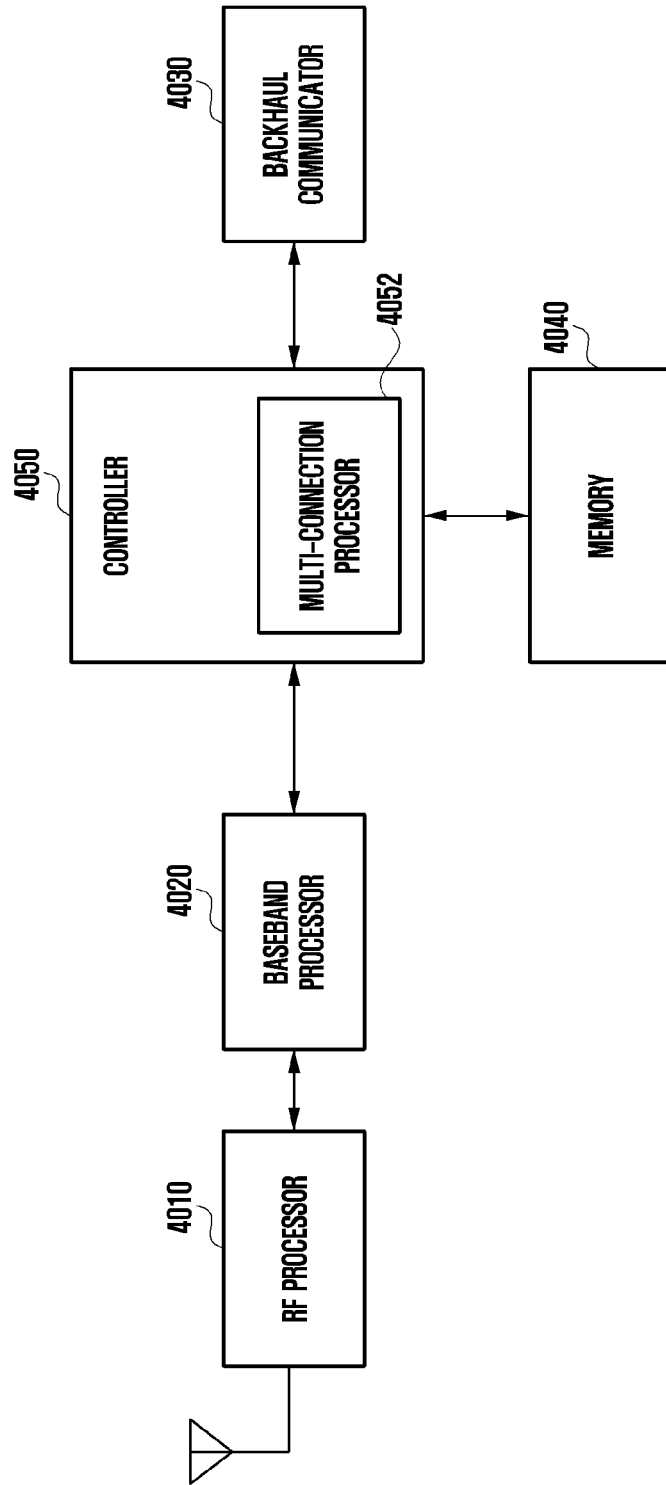 4010
RF PROCESSOR
4020
BASEBAND
PROCESSOR
4050
CONTROLLER
4052
MULTI-CONNECTION
PROCESSOR
4030
BACKHAUL
COMMUNICATOR
4040
MEMORY